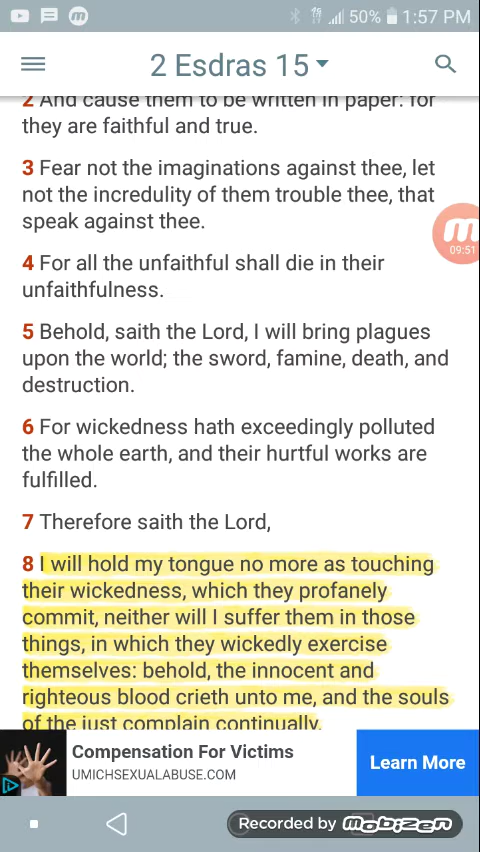 4G 50% 1:57 PM
2 Esdras 15
2 And cause them to be written in paper: for
they are faithful and true.
3 Fear not the imaginations against thee, let
not the incredulity of them trouble thee, that
speak against thee.
09:51
4 For all the unfaithful shall die in their
unfaithfulness.
5 Behold, saith the Lord, I will bring plagues
upon the world; the sword, famine, death, and
destruction.
6 For wickedness hath exceedingly polluted
the whole earth, and their hurtful works are
fulfilled.
7 Therefore saith the Lord,
8 I will hold my tongue no more as touching
their wickedness, which they profanely
commit, neither will I suffer them in those
things, in which they wickedly exercise
themselves: behold, the innocent and
righteous blood crieth unto me, and the souls
of the just complain continually.
Compensation For Victims
UMICHSEXUALABUSE.COM
Learn More
Recorded by mobizen